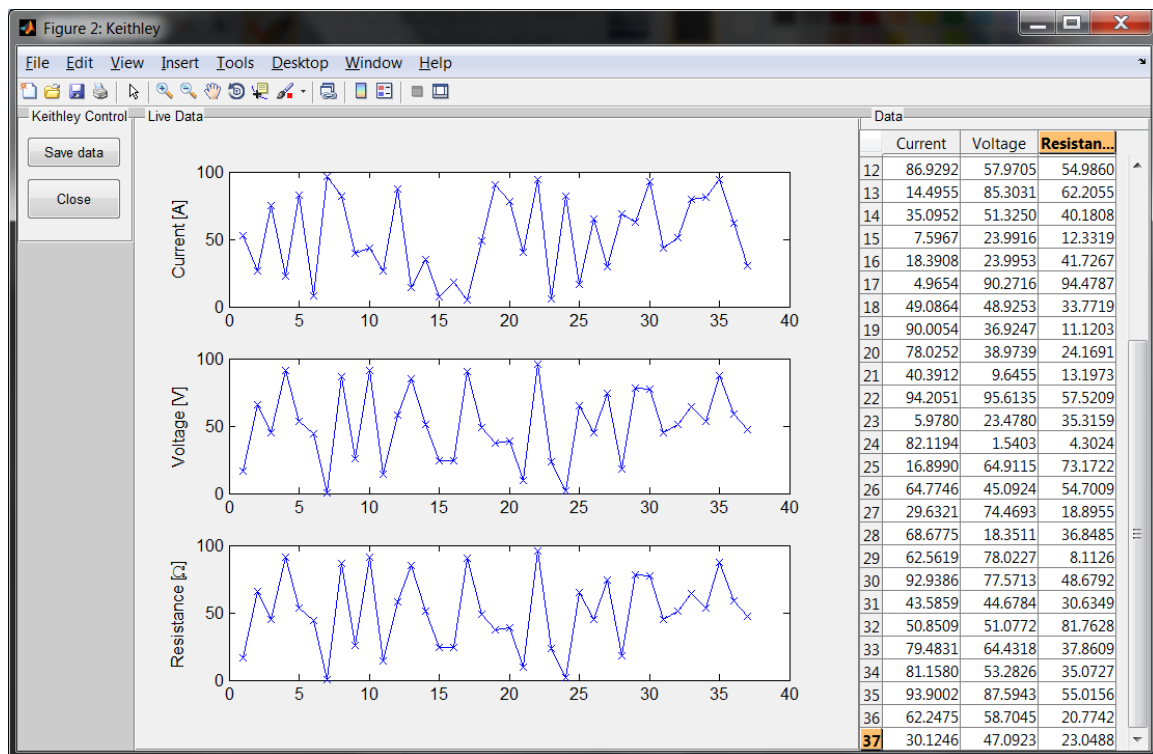 Figure 2: Keithley
File Edit View Insert Tools Desktop Window Help
Keithley Control
Save data
Close
Live Data
100
50
0
Current [A]
0 5 10 15 20 25 30 35 40
100
50
0
Voltage [V]
0 5 10 15 20 25 30 35 40
100
50
0
Resistance [Ω]
0 5 10 15 20 25 30 35 40
Data
Current Voltage Resistan...
12 86.9292 57.9705 54.9860
13 14.4955 85.3031 62.2055
14 35.0952 51.3250 40.1808
15 7.5967 23.9916 12.3319
16 18.3908 23.9953 41.7267
17 4.9654 90.2716 94.4787
18 49.0864 48.9253 33.7719
19 90.0054 36.9247 11.1203
20 78.0252 38.9739 24.1691
21 40.3912 9.6455 13.1973
22 94.2051 95.6135 57.5209
23 5.9780 23.4780 35.3159
24 82.1194 1.5403 4.3024
25 16.8990 64.9115 73.1722
26 64.7746 45.0924 54.7009
27 29.6321 74.4693 18.8955
28 68.6775 18.3511 36.8485
29 62.5619 78.0227 8.1126
30 92.9386 77.5713 48.6792
31 43.5859 44.6784 30.6349
32 50.8509 51.0772 81.7628
33 79.4831 64.4318 37.8609
34 81.1580 53.2826 35.0727
35 93.9002 87.5943 55.0156
36 62.2475 58.7045 20.7742
37 30.1246 47.0923 23.0488